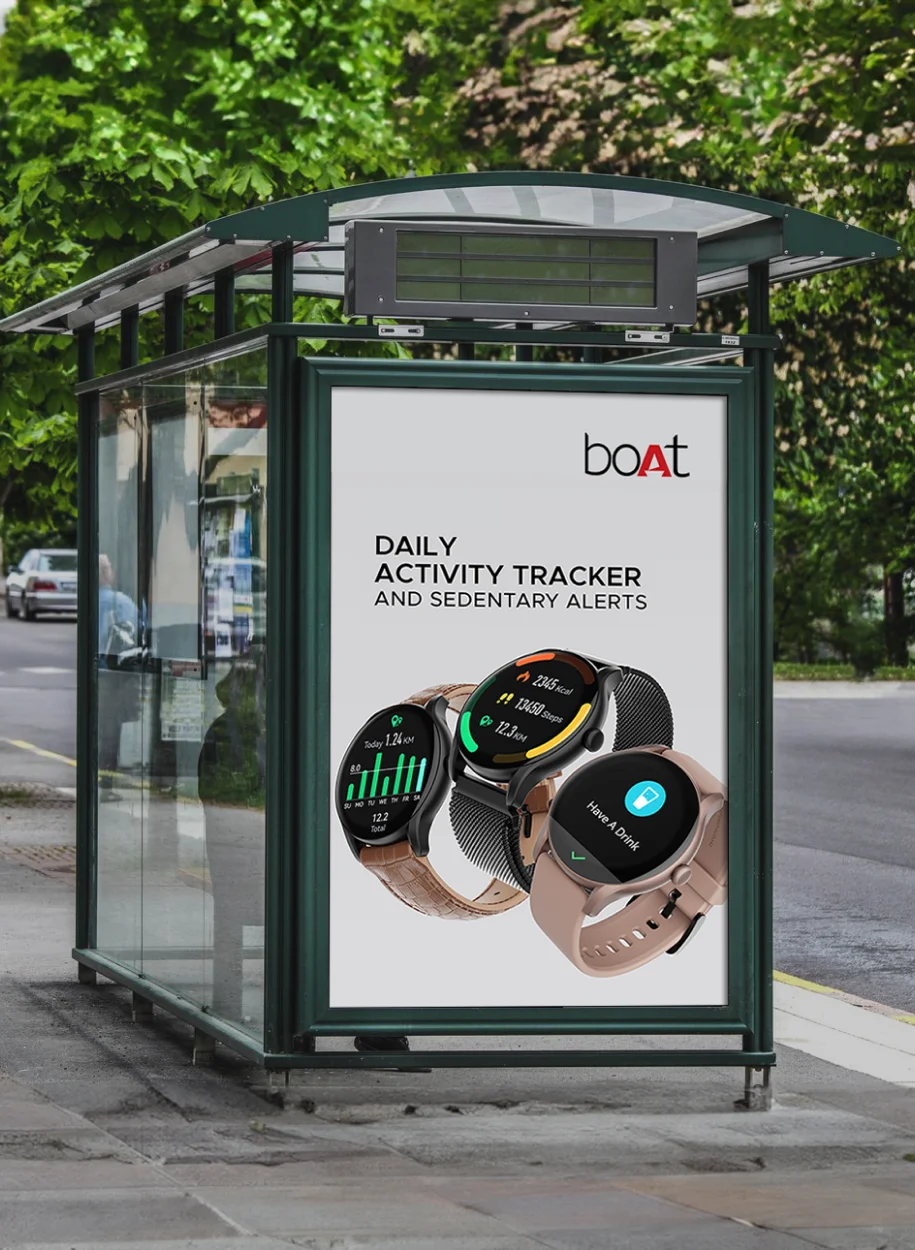 boAt
DAILY
ACTIVITY TRACKER
AND SEDENTARY ALERTS
2345 Kcal
13450 Steps
12.3 KM
Today 1.24 KM
8.0
SU MO TU WE TH FR SA
12.2
Total
Have A Drink